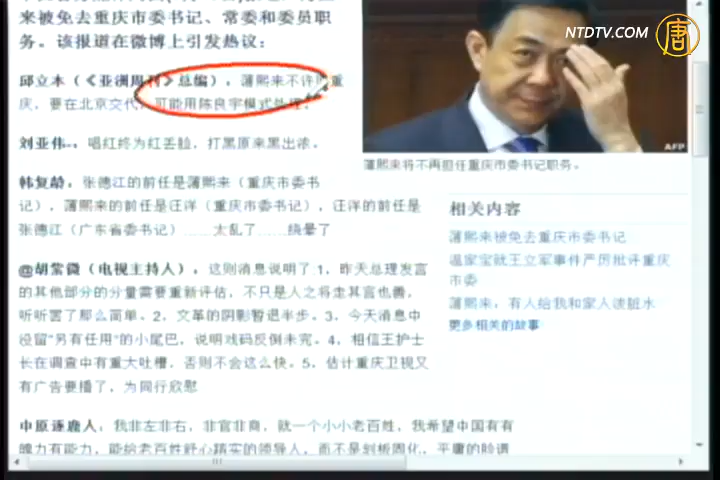 NTDTV.COM
唐
来被免去重庆市委书记、常委和委员职
务。该报道在微博上引发热议：
邱立本（《亚洲周刊》总编），薄熙来不许 重
庆，要在北京交代，可能用陈良宇模式处理。
刘亚伟--，唱红终为红丢脸，打黑原来黑出浓。
韩复龄，张德江的前任是薄熙来（重庆市委书
记），薄熙来的前任是汪洋（重庆市委书记），汪洋的前任是
张德江（广东省委书记）……太乱了……绕晕了
@胡紫微（电视主持人），这则消息说明了 1，昨天总理发言
的其他部分的分量需要重新评估，不只是人之将走其言也善，
听听罢了那么简单。2，文革的阴影暂退半步。3，今天消息中
没留“另有任用”的小尾巴，说明戏码反倒未完。4，相信王护士
长在调查中有重大吐槽，否则不会这么快。5，估计重庆卫视又
有广告要播了，为同行欣慰
中原逐鹿人，我非左非右，非官非商，就一个小小老百姓，我希望中国有有
魄力有能力，能给老百姓舒心精实的领导人，而不是刻板固化，平庸的脸谱
AFP
薄熙来将不再担任重庆市委书记职务。
相关内容
薄熙来被免去重庆市委书记
温家宝就王立军事件严厉批评重庆
市委
薄熙来，有人给我和家人泼脏水
更多相关的故事